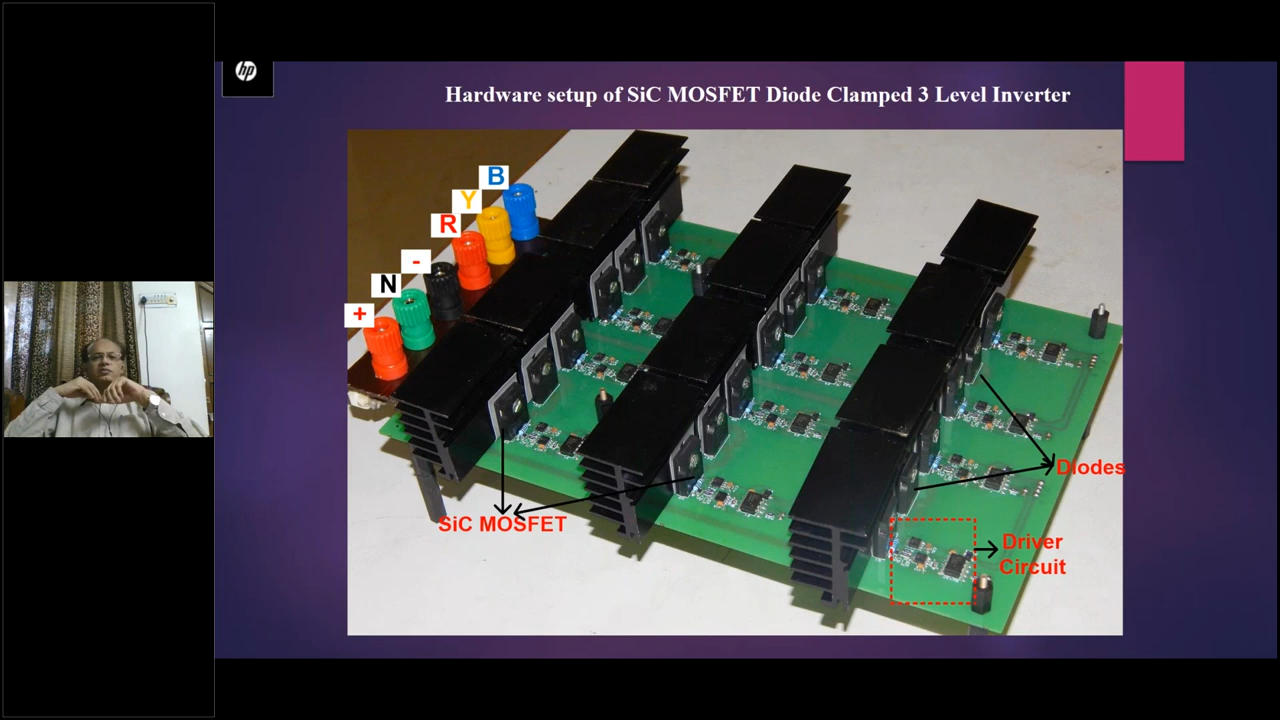 hp
Hardware setup of SiC MOSFET Diode Clamped 3 Level Inverter
B
Y
R
-
N
+
Diodes
SiC MOSFET
Driver
Circuit